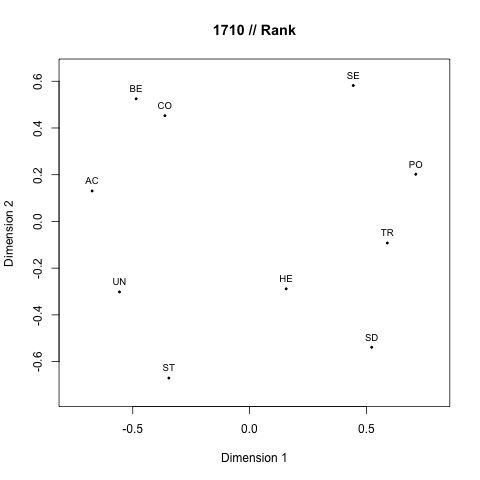 1710 // Rank
SE
BE
CO
PO
AC
TR
HE
UN
SD
ST
0.6
0.4
0.2
0.0
-0.2
-0.4
-0.6
Dimension 2
-0.5
0.0
0.5
Dimension 1